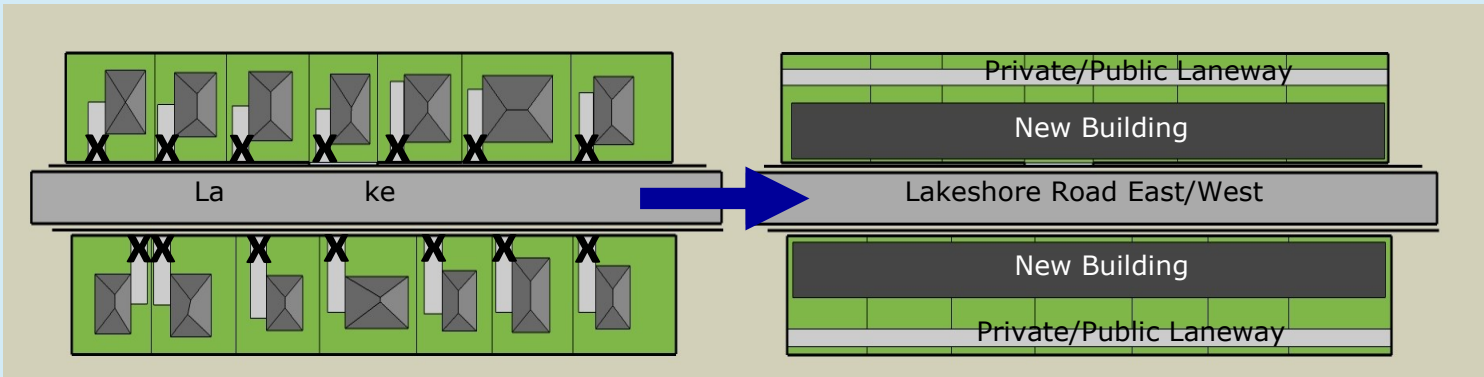 Private/Public Laneway
New Building
La ke
Lakeshore Road East/West
New Building
Private/Public Laneway
X X X X X X X
X X X X X X X